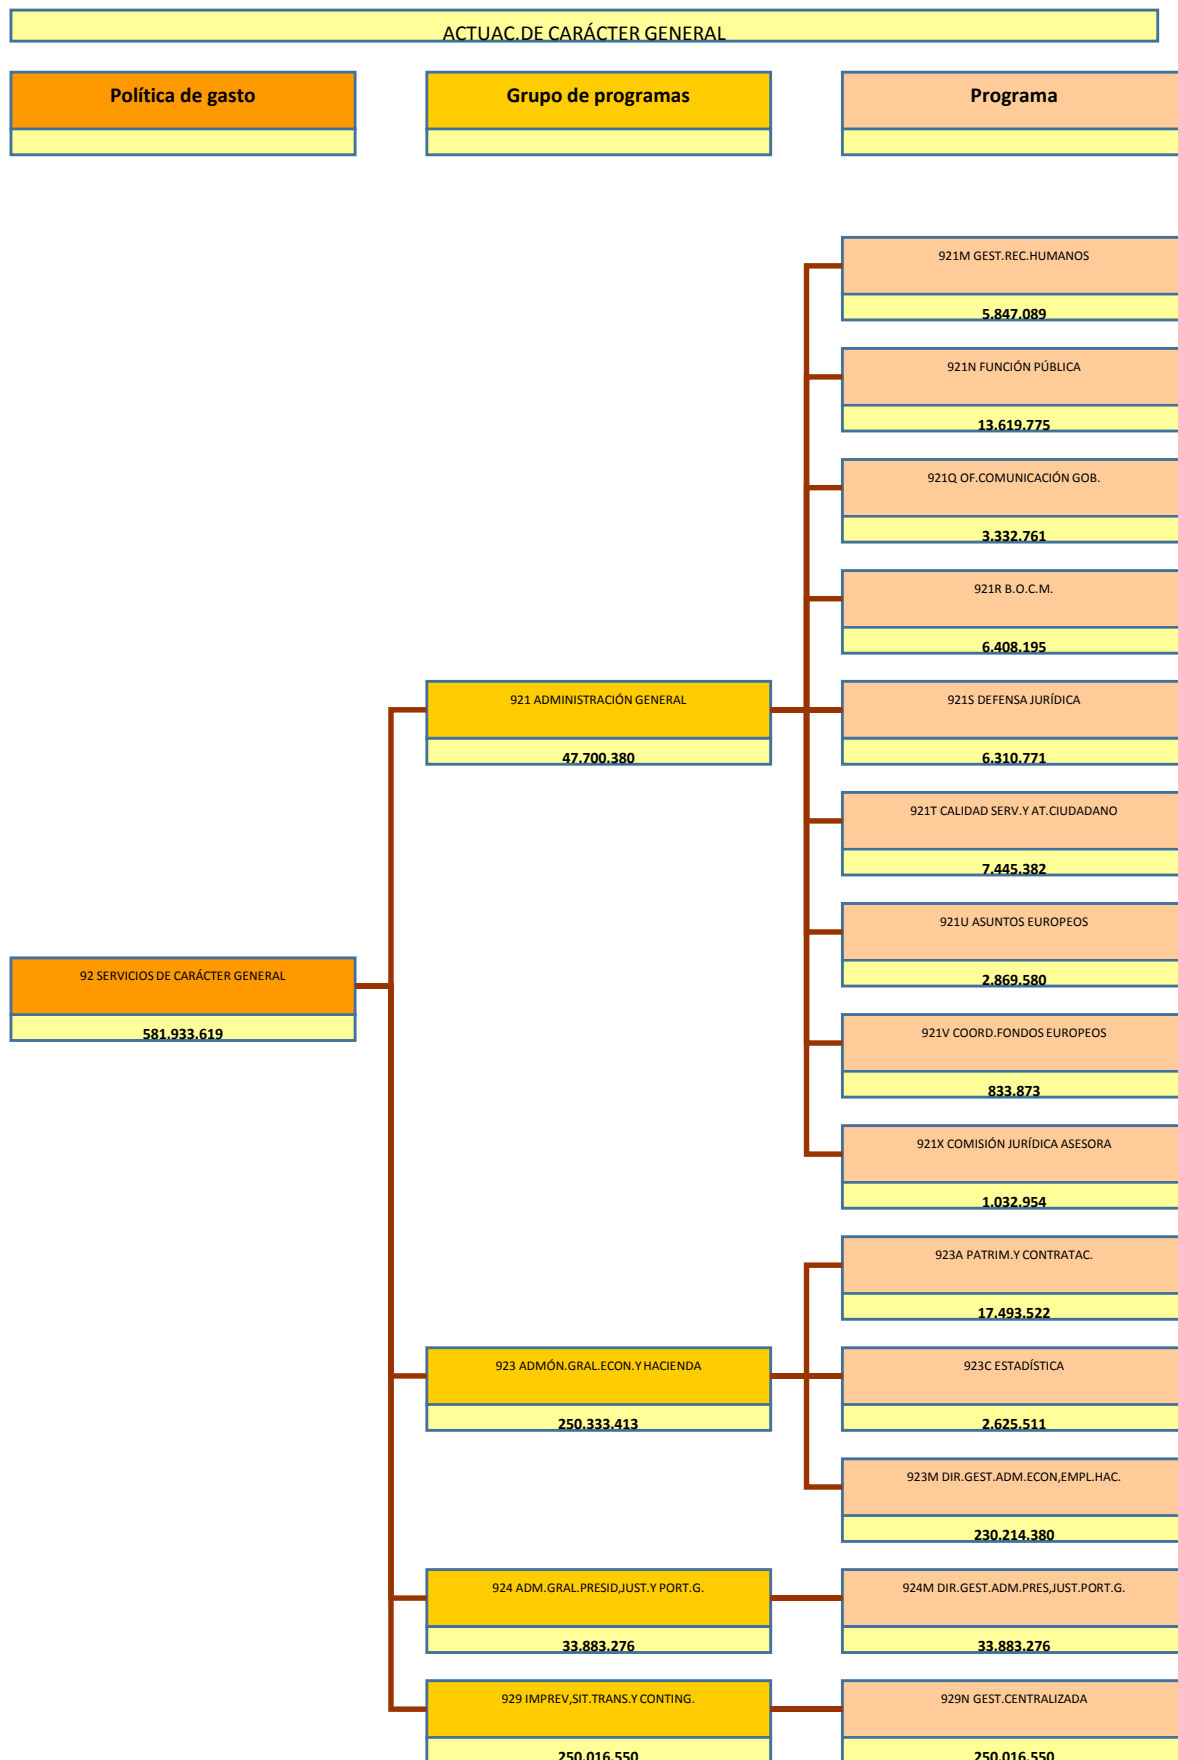 ACTUAC.DE CARÁCTER GENERAL
Política de gasto
Grupo de programas
Programa
921M GEST.REC.HUMANOS
5.847.089
921N FUNCIÓN PÚBLICA
13.619.775
921Q OF.COMUNICACIÓN GOB.
3.332.761
921R B.O.C.M.
6.408.195
921 ADMINISTRACIÓN GENERAL
47.700.380
921S DEFENSA JURÍDICA
6.310.771
921T CALIDAD SERV.Y AT.CIUDADANO
7.445.382
921U ASUNTOS EUROPEOS
2.869.580
92 SERVICIOS DE CARÁCTER GENERAL
581.933.619
921V COORD.FONDOS EUROPEOS
833.873
921X COMISIÓN JURÍDICA ASESORA
1.032.954
923A PATRIM.Y CONTRATAC.
17.493.522
923 ADMÓN.GRAL.ECON.Y HACIENDA
250.333.413
923C ESTADÍSTICA
2.625.511
923M DIR.GEST.ADM.ECON,EMPL.HAC.
230.214.380
924 ADM.GRAL.PRESID,JUST.Y PORT.G.
33.883.276
924M DIR.GEST.ADM.PRES,JUST.PORT.G.
33.883.276
929 IMPREV,SIT.TRANS.Y CONTING.
250.016.550
929N GEST.CENTRALIZADA
250.016.550